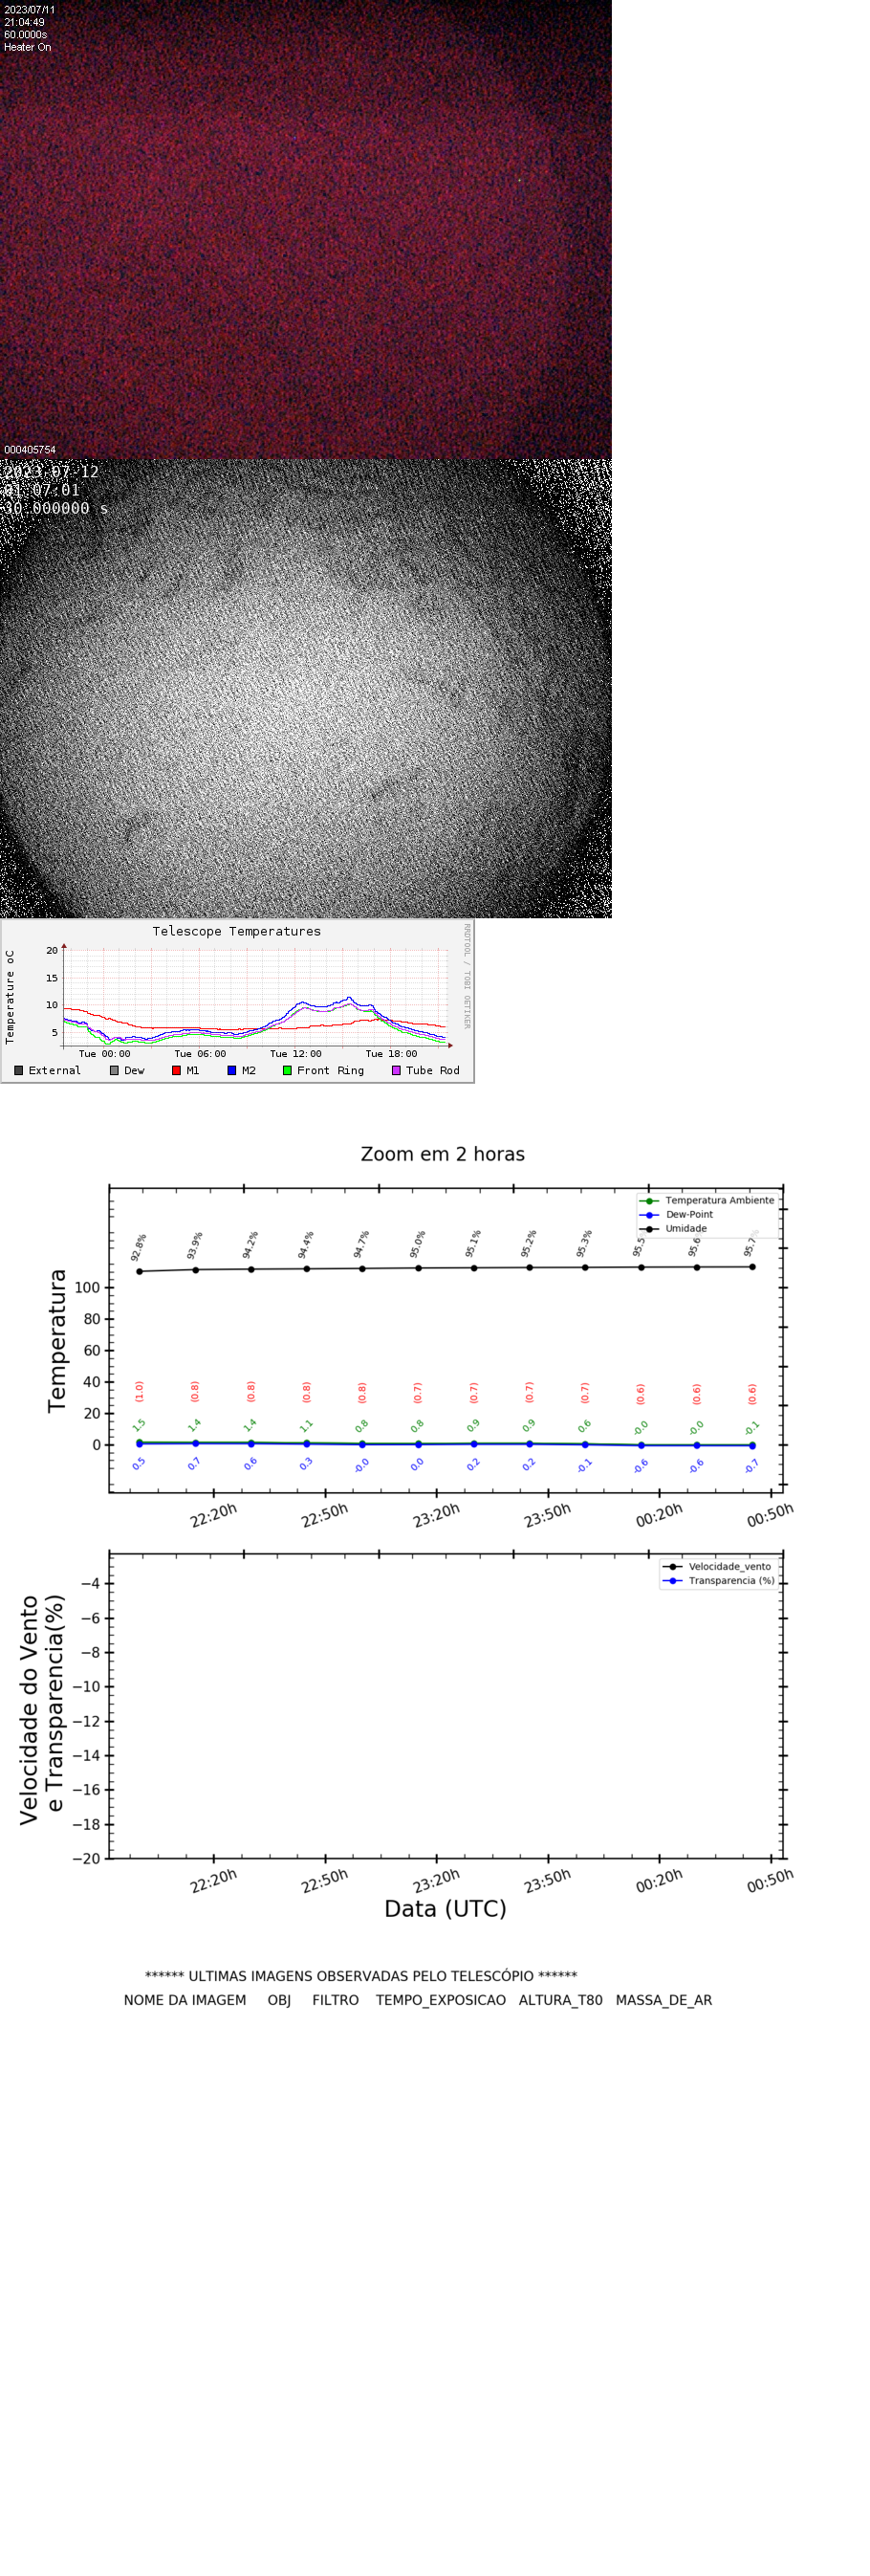 2023/07/11
21:04:49
60.0000s
Heater On
000405754
2023-07-12
01:07:01
30.000000 s
Telescope Temperatures
Temperature oC
20
15
10
5
Tue 00:00 Tue 06:00 Tue 12:00 Tue 18:00
External Dew M1 M2 Front Ring Tube Rod
RRDTOOL / TOBI OETIKER
Zoom em 2 horas
Temperatura Ambiente
Dew-Point
Umidade
92.8% 93.9% 94.2% 94.4% 94.7% 95.0% 95.1% 95.2% 95.3% 95.5 95.6 95.7
Temperatura
100
80
60
40
20
0
(1.0) (0.8) (0.8) (0.8) (0.8) (0.7) (0.7) (0.7) (0.7) (0.6) (0.6) (0.6)
1.5 1.4 1.4 1.1 0.8 0.8 0.9 0.9 0.6 -0.0 -0.0 -0.1
0.5 0.7 0.6 0.3 -0.0 0.0 0.2 0.2 -0.1 -0.6 -0.6 -0.7
22:20h 22:50h 23:20h 23:50h 00:20h 00:50h
Velocidade_vento
Transparencia (%)
Velocidade do Vento
e Transparencia(%)
−4
−6
−8
−10
−12
−14
−16
−18
−20
22:20h 22:50h 23:20h 23:50h 00:20h 00:50h
Data (UTC)
****** ULTIMAS IMAGENS OBSERVADAS PELO TELESCÓPIO ******
NOME DA IMAGEM OBJ FILTRO TEMPO_EXPOSICAO ALTURA_T80 MASSA_DE_AR